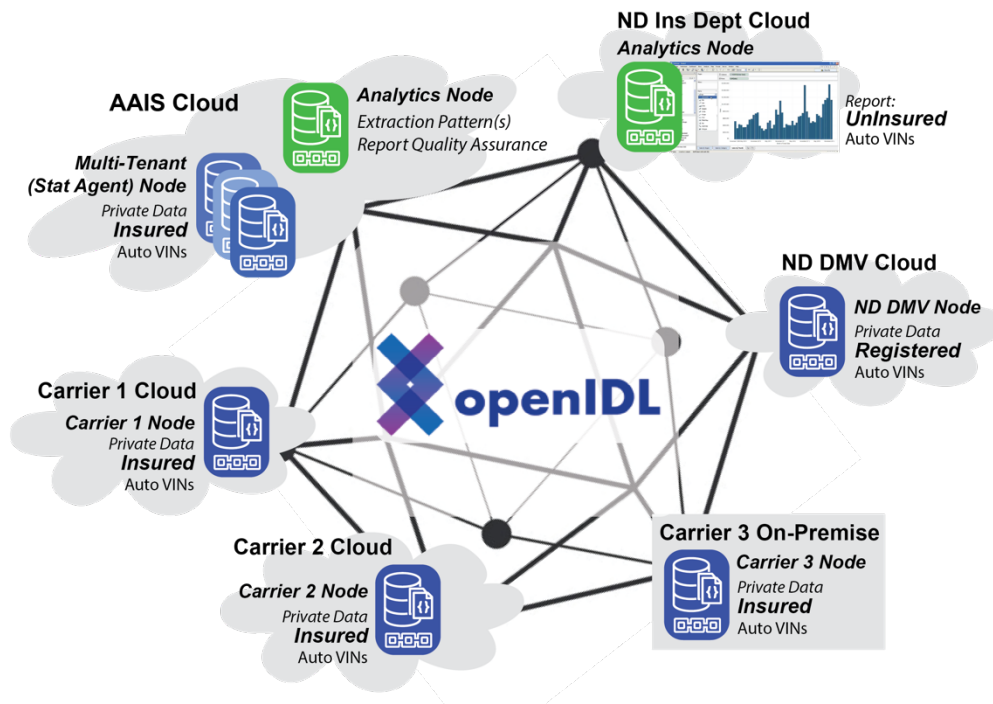 ND Ins Dept Cloud
Analytics Node
Report:
UnInsured
Auto VINs
AAIS Cloud
Analytics Node
Extraction Pattern(s)
Report Quality Assurance
Multi-Tenant
(Stat Agent) Node
Private Data
Insured
Auto VINs
ND DMV Cloud
ND DMV Node
Private Data
Registered
Auto VINs
openIDL
Carrier 1 Cloud
Carrier 1 Node
Private Data
Insured
Auto VINs
Carrier 2 Cloud
Carrier 2 Node
Private Data
Insured
Auto VINs
Carrier 3 On-Premise
Carrier 3 Node
Private Data
Insured
Auto VINs